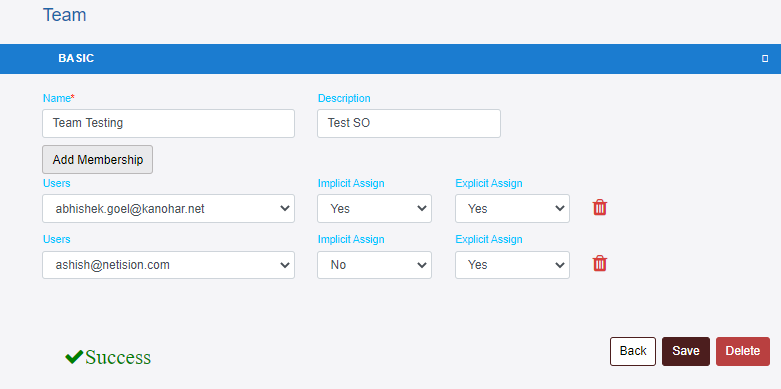 Team
BASIC
Name* Description
Team Testing Test SO
Add Membership
Users Implicit Assign Explicit Assign
abhishek.goel@kanohar.net Yes Yes
Users Implicit Assign Explicit Assign
ashish@netision.com No Yes
Success Back Save Delete